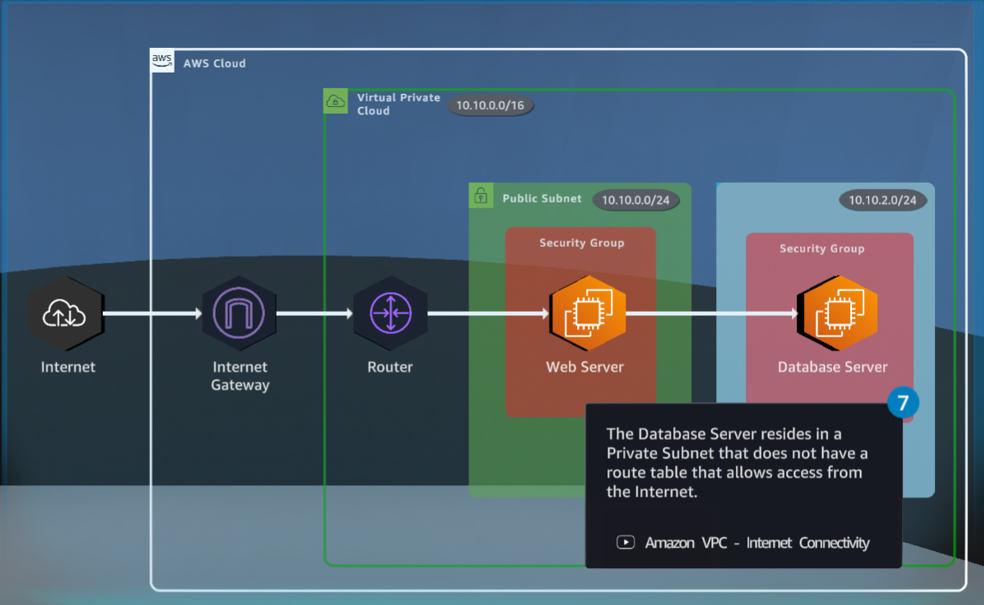 aws
AWS Cloud
Virtual Private
Cloud
10.10.0.0/16
Public Subnet
10.10.0.0/24
10.10.2.0/24
Security Group
Security Group
Internet
Internet
Gateway
Router
Web Server
Database Server
7
The Database Server resides in a
Private Subnet that does not have a
route table that allows access from
the Internet.
Amazon VPC - Internet Connectivity